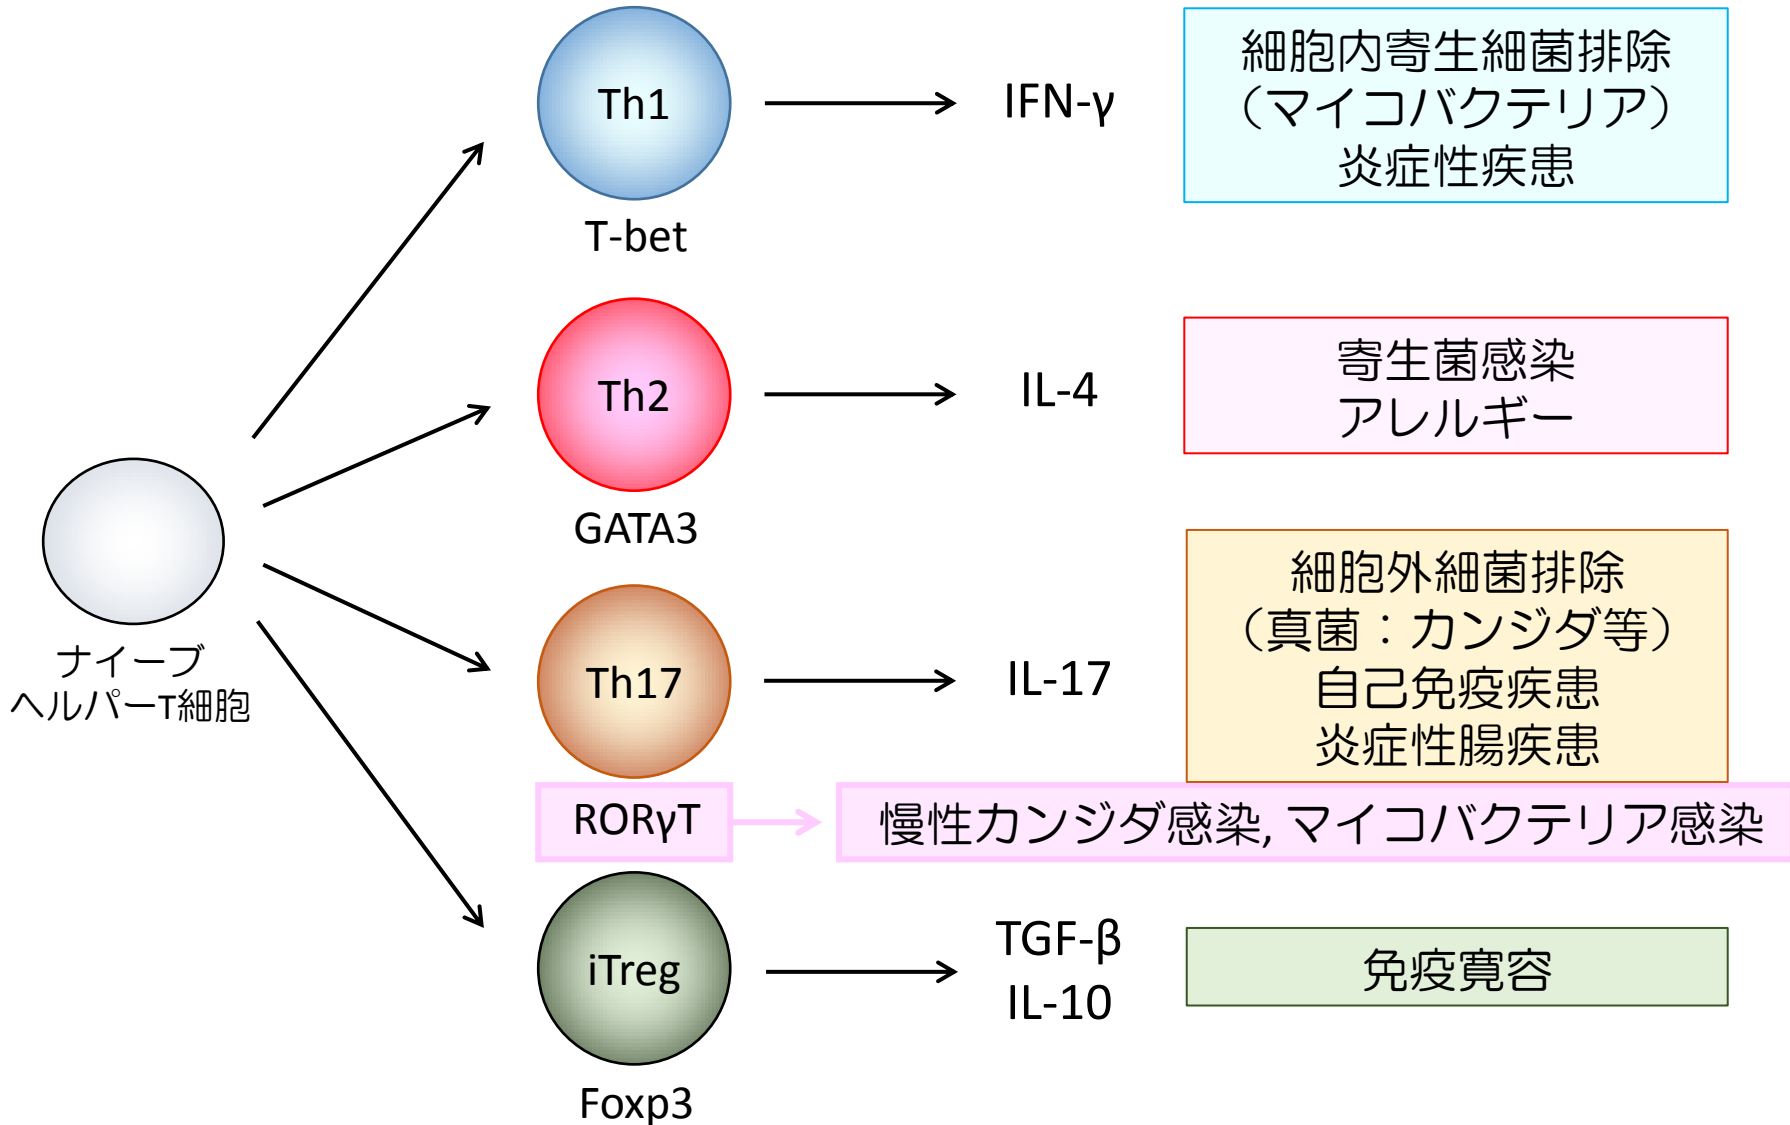 Th1
IFN-γ
細胞内寄生細菌排除
（マイコバクテリア）
炎症性疾患
T-bet
Th2
IL-4
寄生菌感染
アレルギー
GATA3
ナイーブ
ヘルパーT細胞
Th17
IL-17
細胞外細菌排除
（真菌：カンジダ等）
自己免疫疾患
炎症性腸疾患
RORγT
慢性カンジダ感染, マイコバクテリア感染
iTreg
TGF-β
IL-10
免疫寛容
Foxp3